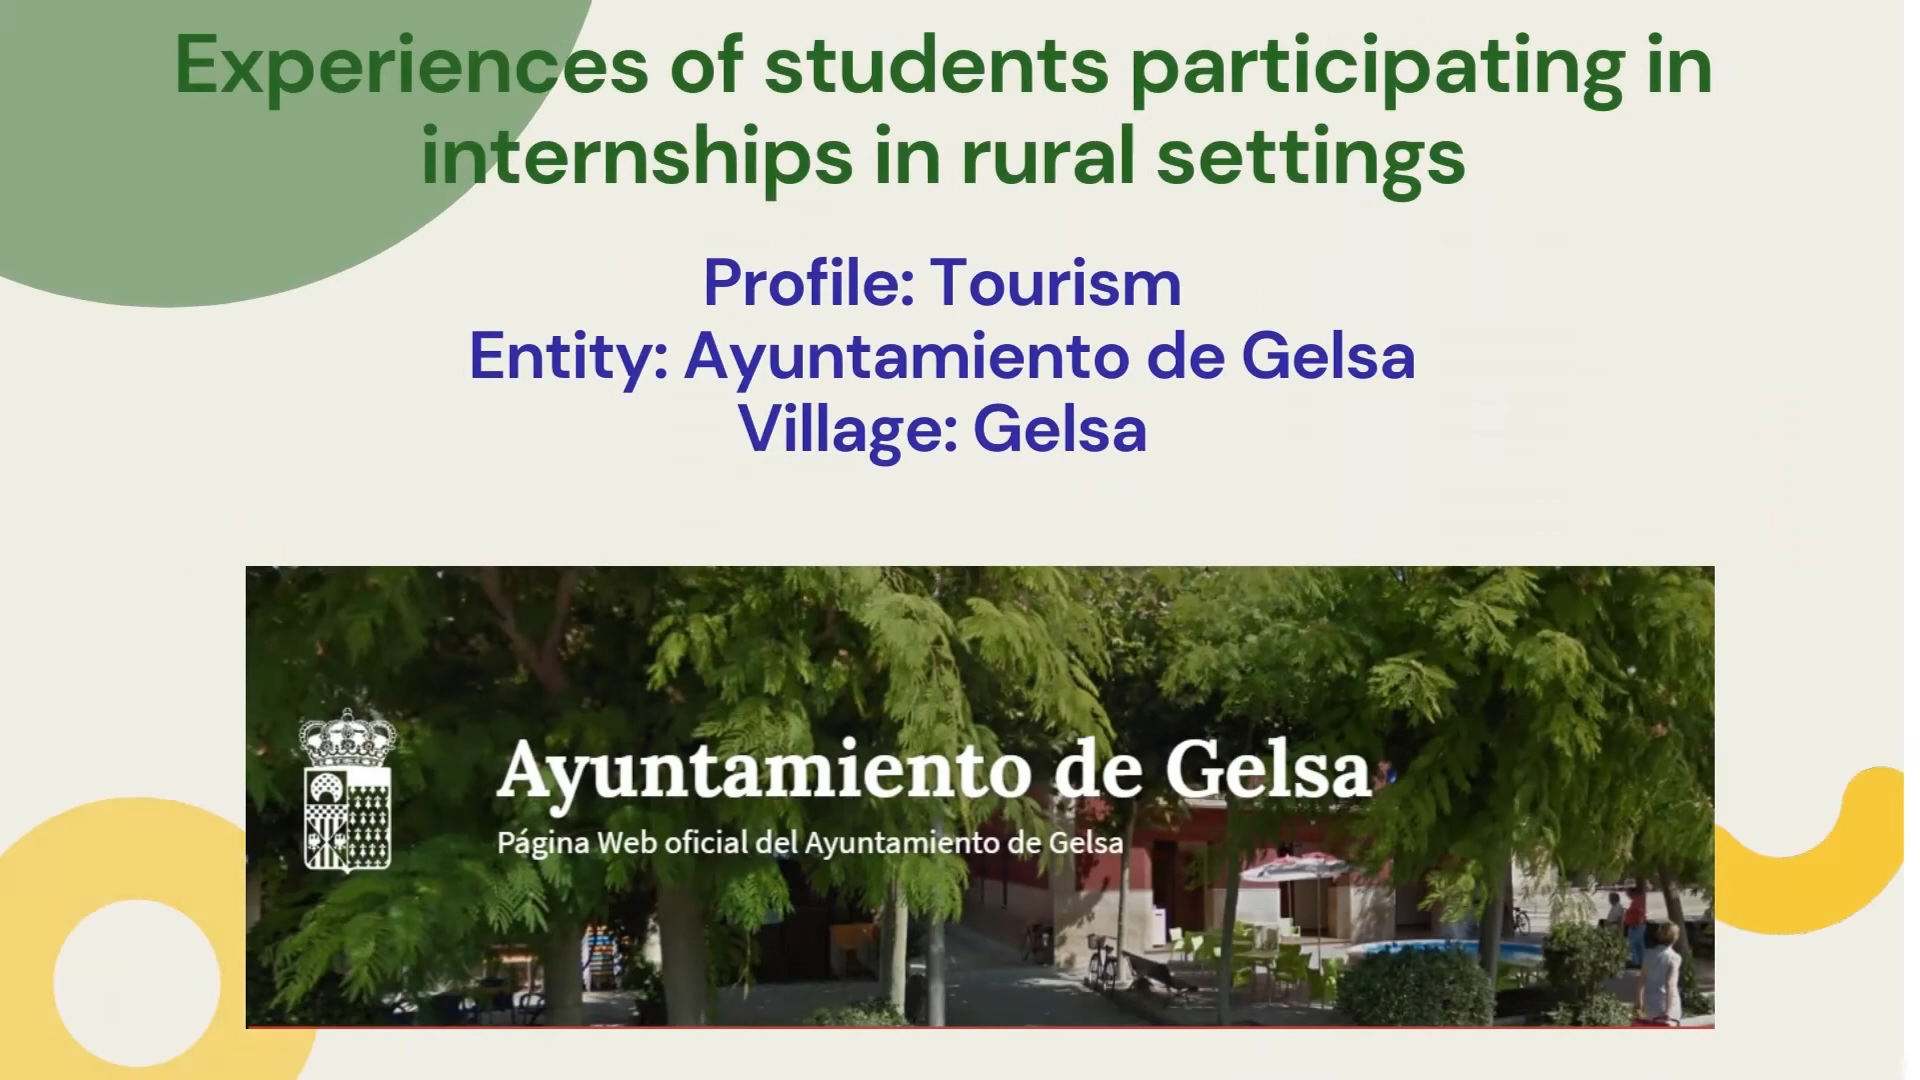 Experiences of students participating in
internships in rural settings
Profile: Tourism
Entity: Ayuntamiento de Gelsa
Village: Gelsa
Ayuntamiento de Gelsa
Página Web oficial del Ayuntamiento de Gelsa